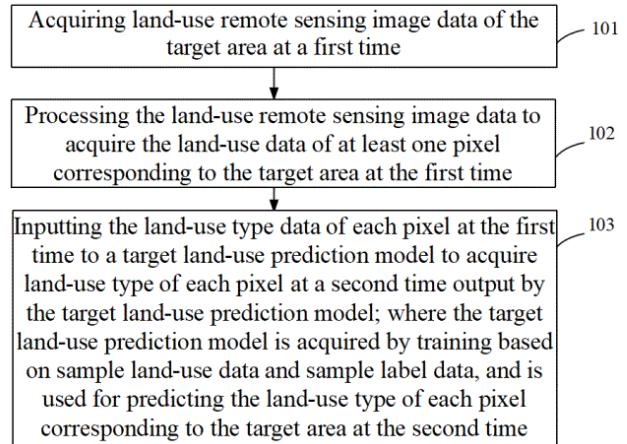 Acquiring land-use remote sensing image data of the
target area at a first time
101
Processing the land-use remote sensing image data to
acquire the land-use data of at least one pixel
corresponding to the target area at the first time
102
Inputting the land-use type data of each pixel at the first
time to a target land-use prediction model to acquire
land-use type of each pixel at a second time output by
the target land-use prediction model; where the target
land-use prediction model is acquired by training based
on sample land-use data and sample label data, and is
used for predicting the land-use type of each pixel
corresponding to the target area at the second time
103